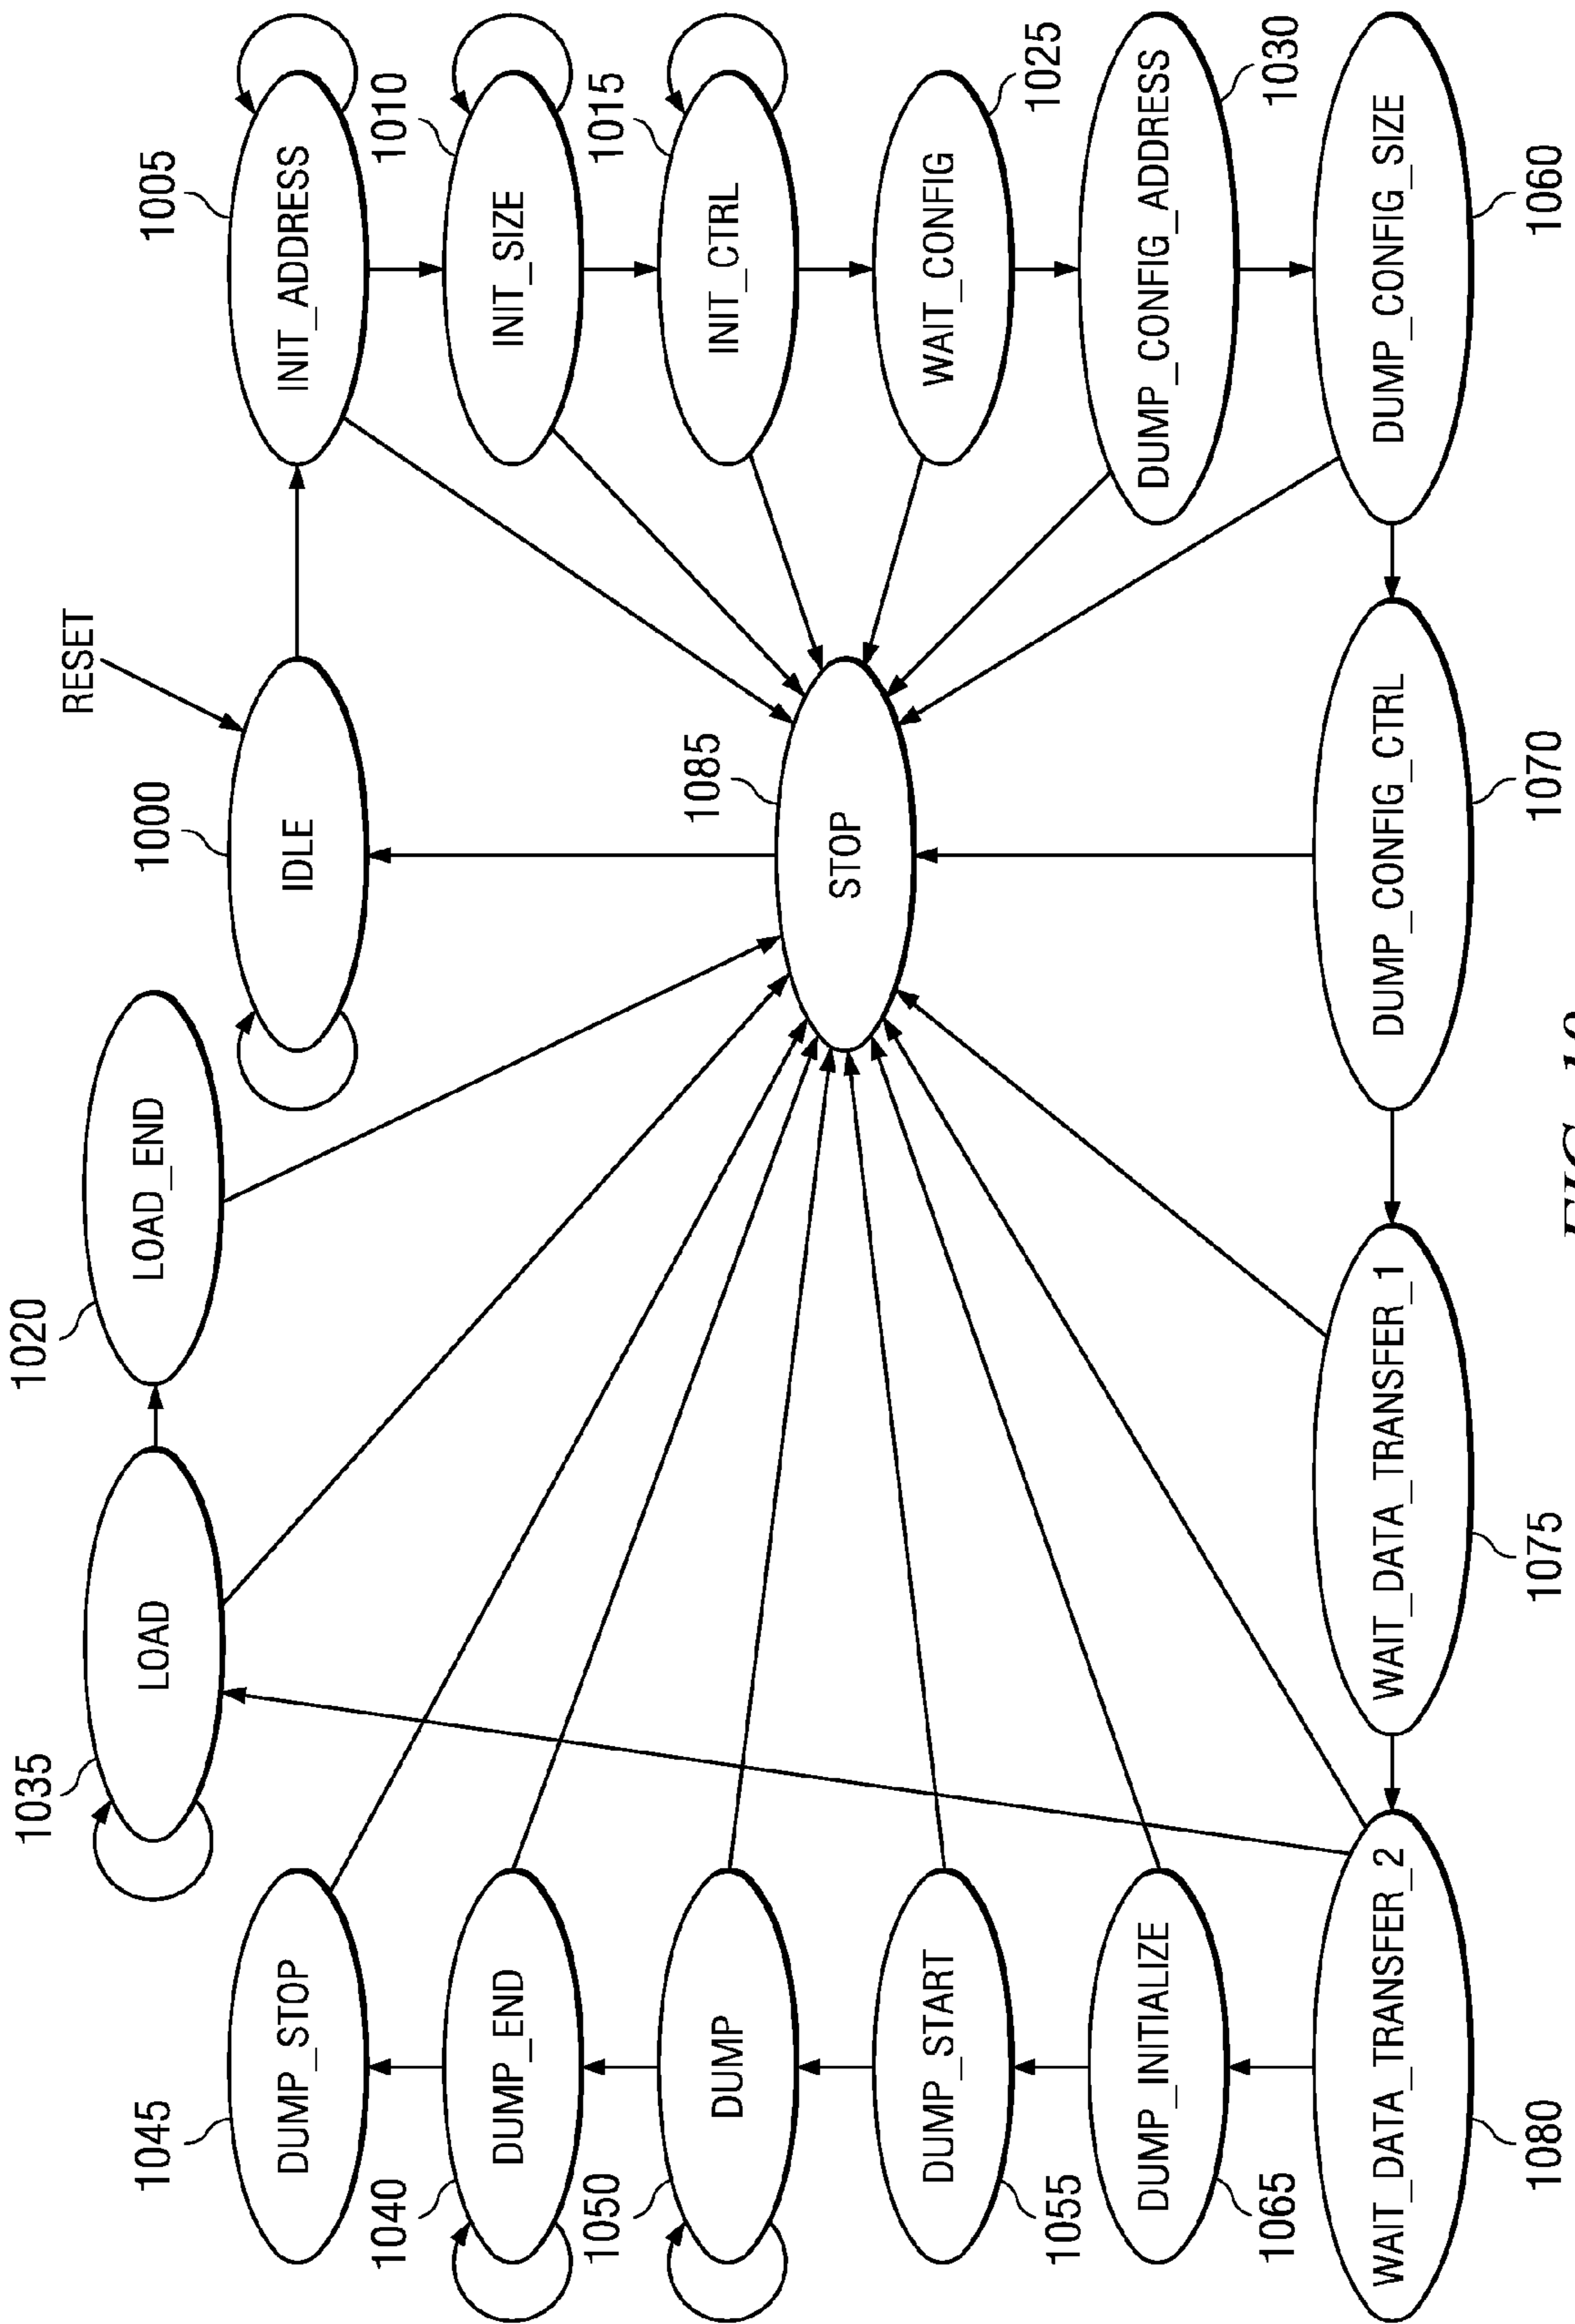 1035
1020
RESET
1045
LOAD
LOAD_END
1000
1005
DUMP_STOP
IDLE
INIT_ADDRESS
1040
1010
DUMP_END
INIT_SIZE
1050
1015
1085
DUMP
INIT_CTRL
STOP
DUMP_START
WAIT_CONFIG
1055
1025
DUMP_INITIALIZE
DUMP_CONFIG_ADDRESS
1065
1030
WAIT_DATA_TRANSFER_2
WAIT_DATA_TRANSFER_1
DUMP_CONFIG_CTRL
DUMP_CONFIG_SIZE
1080
1075
1070
1060